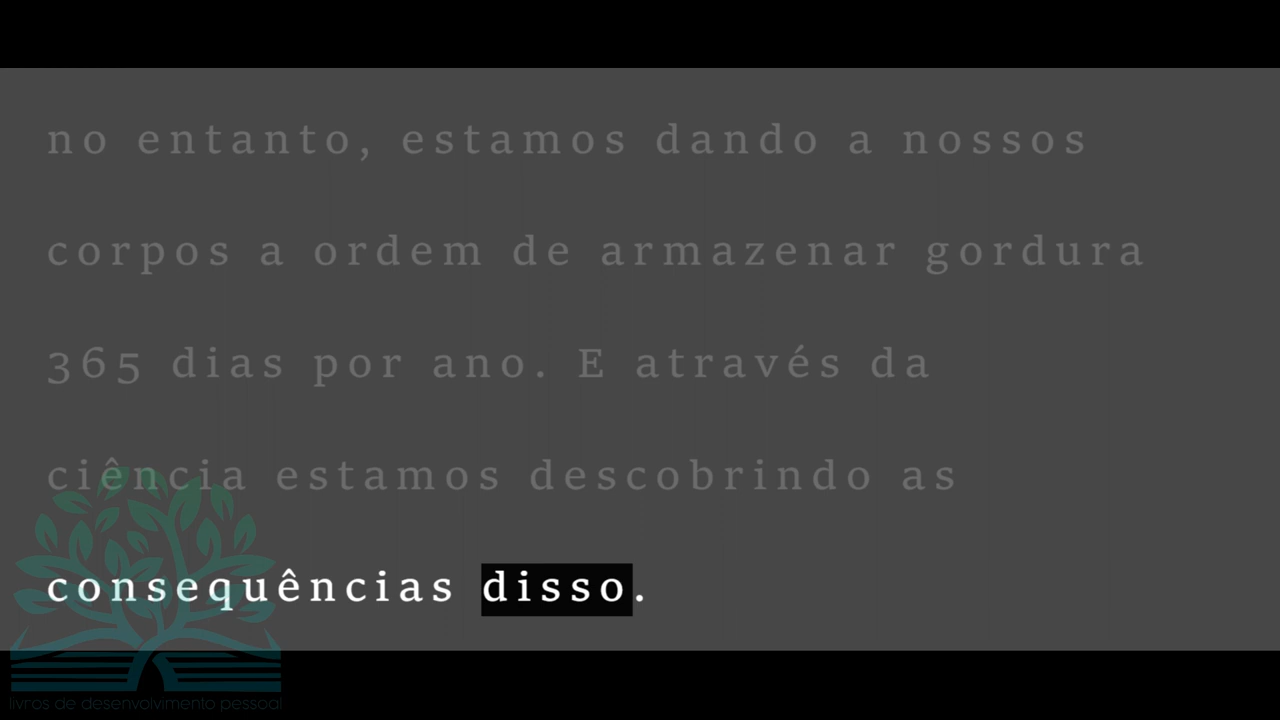 no entanto, estamos dando a nossos
corpos a ordem de armazenar gordura
365 dias por ano. E através da
ciência estamos descobrindo as
consequências disso.
livros de desenvolvimento pessoal